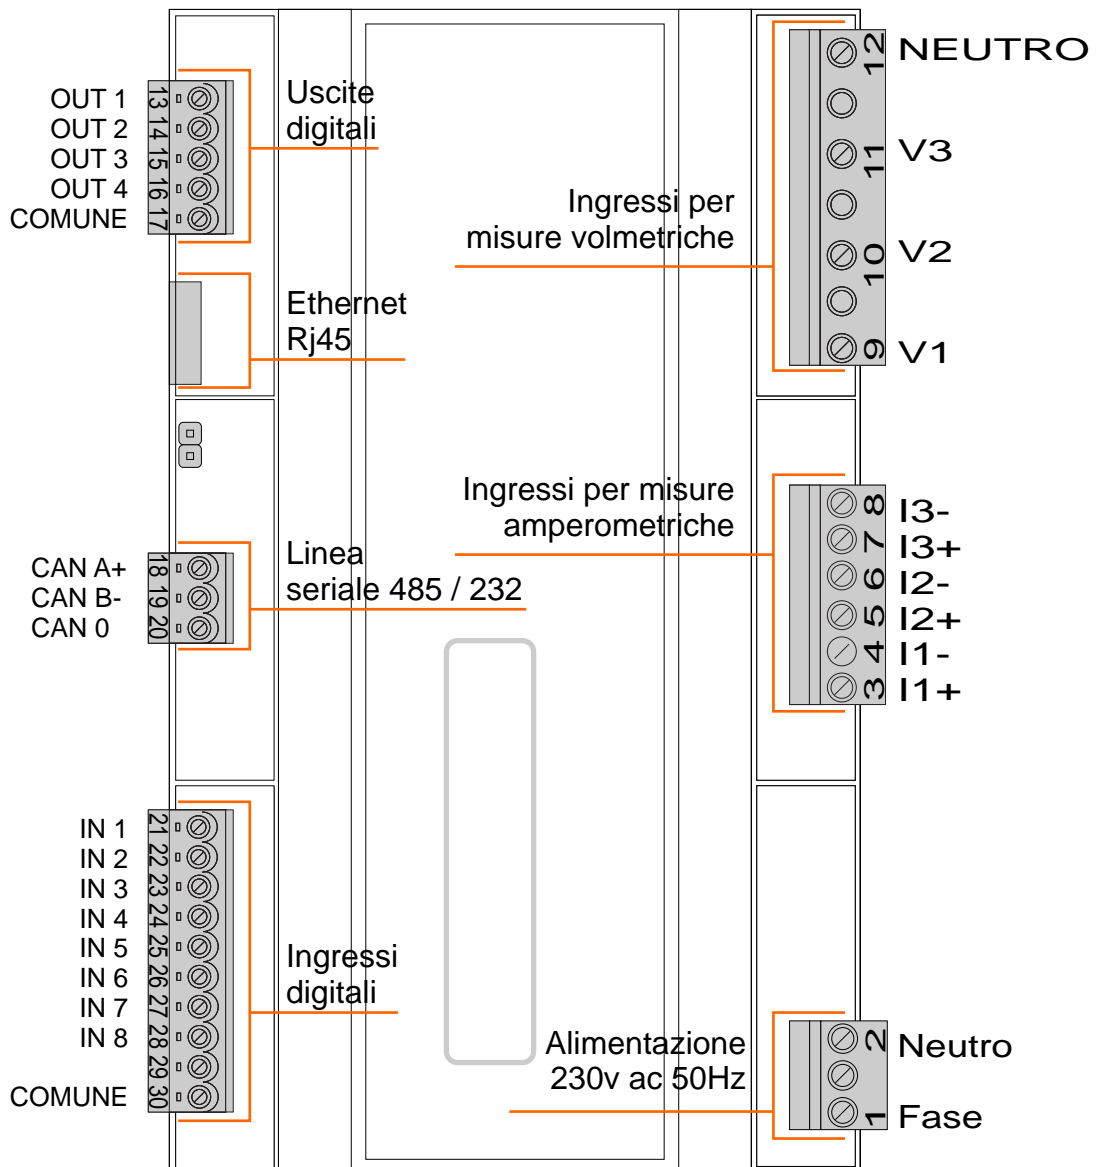 OUT 1
OUT 2
OUT 3
OUT 4
COMUNE
13
14
15
16
17
Uscite
digitali
Ethernet
Rj45
CAN A+
CAN B-
CAN 0
18
19
20
Linea
seriale 485 / 232
IN 1
IN 2
IN 3
IN 4
IN 5
IN 6
IN 7
IN 8
COMUNE
21
22
23
24
25
26
27
28
29
30
Ingressi
digitali
Ingressi per
misure volmetriche
12 NEUTRO
11 V3
10 V2
9 V1
Ingressi per misure
amperometriche
8 I3-
7 I3+
6 I2-
5 I2+
4 I1-
3 I1+
Alimentazione
230v ac 50Hz
2 Neutro
1 Fase